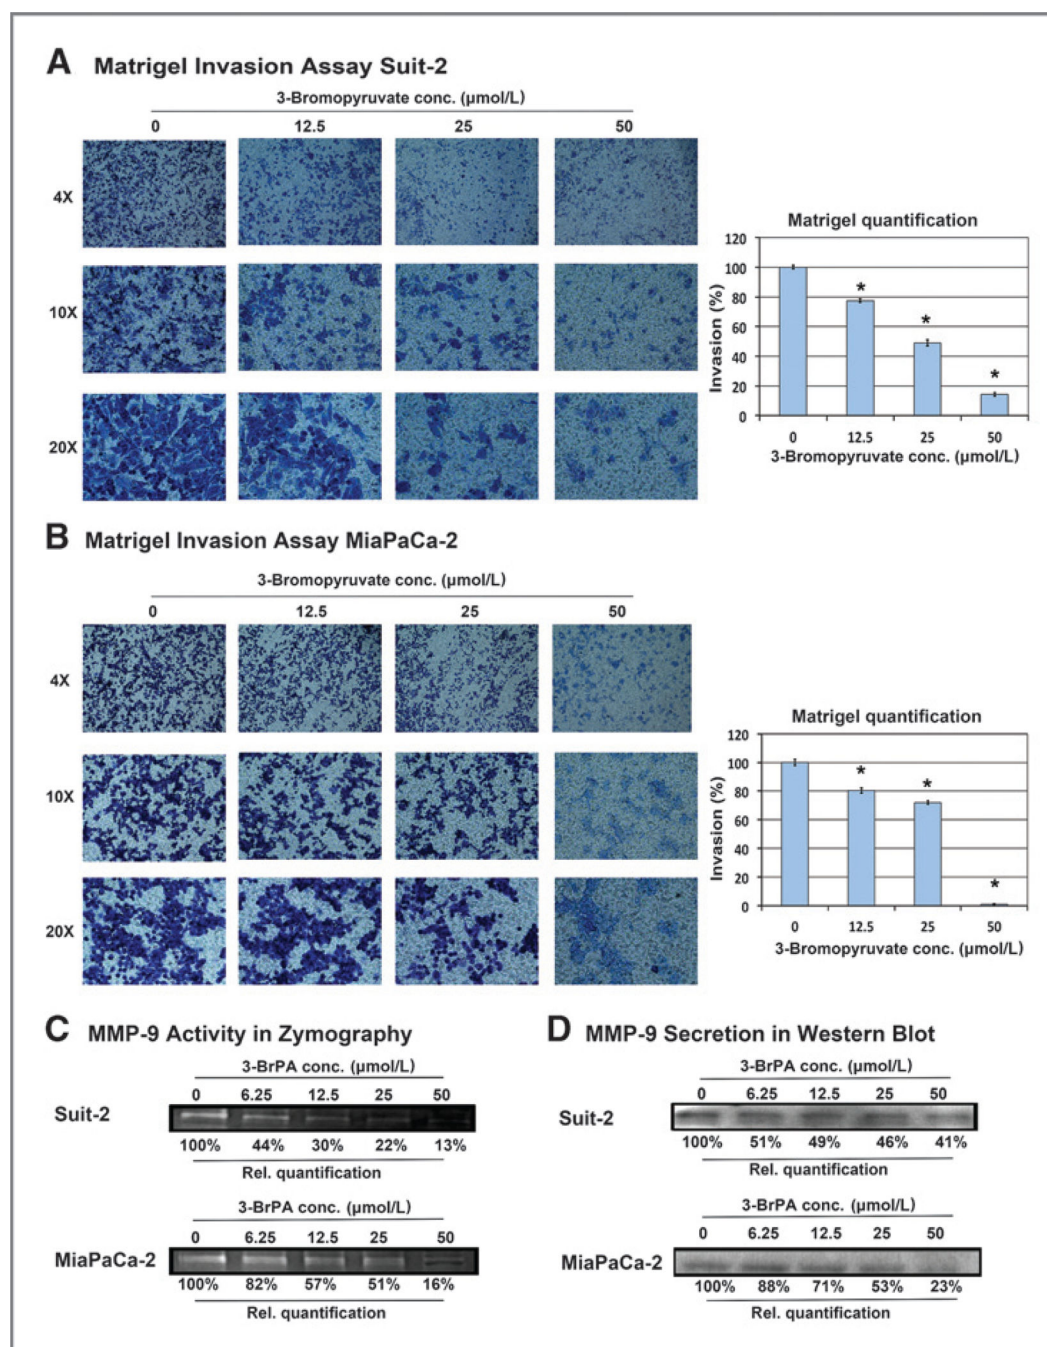 A Matrigel Invasion Assay Suit-2
3-Bromopyruvate conc. (µmol/L)
0 12.5 25 50
4X
10X
20X
Matrigel quantification
120
100
80
60
40
20
0
Invasion (%)
* * *
0 12.5 25 50
3-Bromopyruvate conc. (µmol/L)
B Matrigel Invasion Assay MiaPaCa-2
3-Bromopyruvate conc. (µmol/L)
0 12.5 25 50
4X
10X
20X
Matrigel quantification
120
100
80
60
40
20
0
Invasion (%)
* * *
0 12.5 25 50
3-Bromopyruvate conc. (µmol/L)
C MMP-9 Activity in Zymography
3-BrPA conc. (µmol/L)
0 6.25 12.5 25 50
Suit-2
100% 44% 30% 22% 13%
Rel. quantification
3-BrPA conc. (µmol/L)
0 6.25 12.5 25 50
MiaPaCa-2
100% 82% 57% 51% 16%
Rel. quantification
D MMP-9 Secretion in Western Blot
3-BrPA conc. (µmol/L)
0 6.25 12.5 25 50
Suit-2
100% 51% 49% 46% 41%
Rel. quantification
3-BrPA conc. (µmol/L)
0 6.25 12.5 25 50
MiaPaCa-2
100% 88% 71% 53% 23%
Rel. quantification